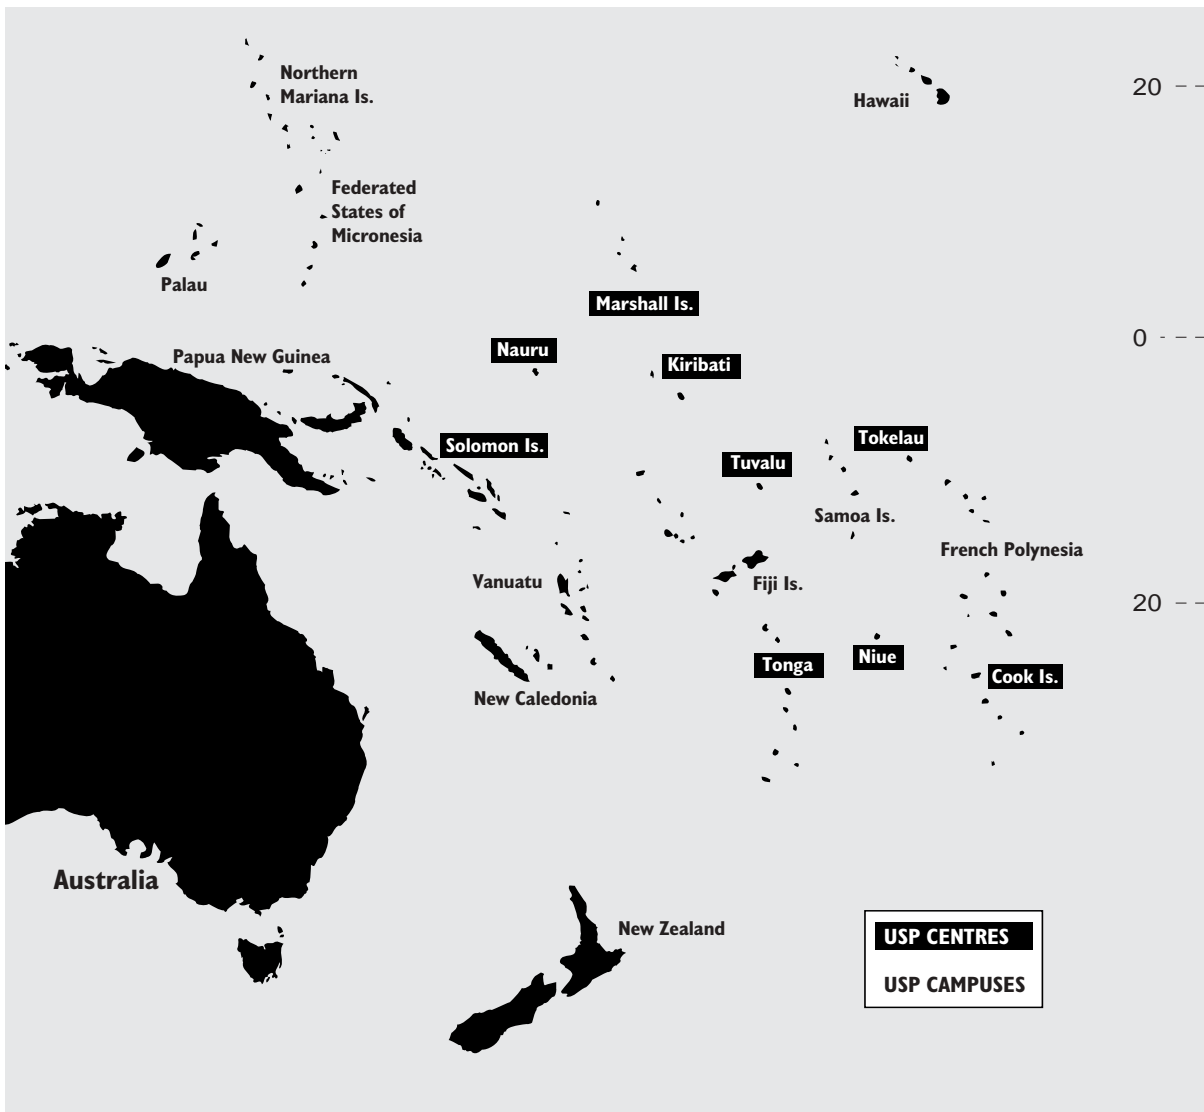 Northern
Mariana Is.
Hawaii
20
Federated
States of
Micronesia
Palau
Marshall Is.
0
Nauru
Papua New Guinea
Kiribati
Tokelau
Solomon Is.
Tuvalu
Samoa Is.
French Polynesia
Vanuatu
Fiji Is.
20
Tonga
Niue
Cook Is.
New Caledonia
Australia
New Zealand
USP CENTRES
USP CAMPUSES